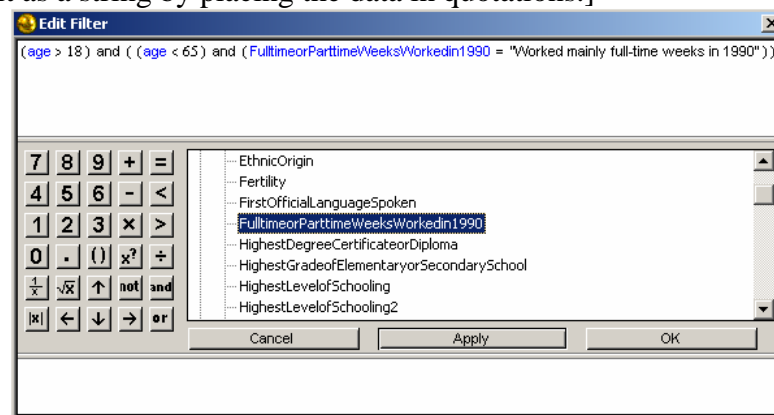 it as a string by placing the data in quotations.]
Edit Filter
(age > 18) and ( (age < 65) and (FulltimeorParttimeWeeksWorkedin1990 = "Worked mainly full-time weeks in 1990"))
7 8 9 + =
4 5 6 - <
1 2 3 × >
0 . () x? ÷
1/x √x ↑ not and
|x| ← ↓ → or
EthnicOrigin
Fertility
FirstOfficialLanguageSpoken
FulltimeorParttimeWeeksWorkedin1990
HighestDegreeCertificateorDiploma
HighestGradeofElementaryorSecondarySchool
HighestLevelofSchooling
HighestLevelofSchooling2
Cancel Apply OK